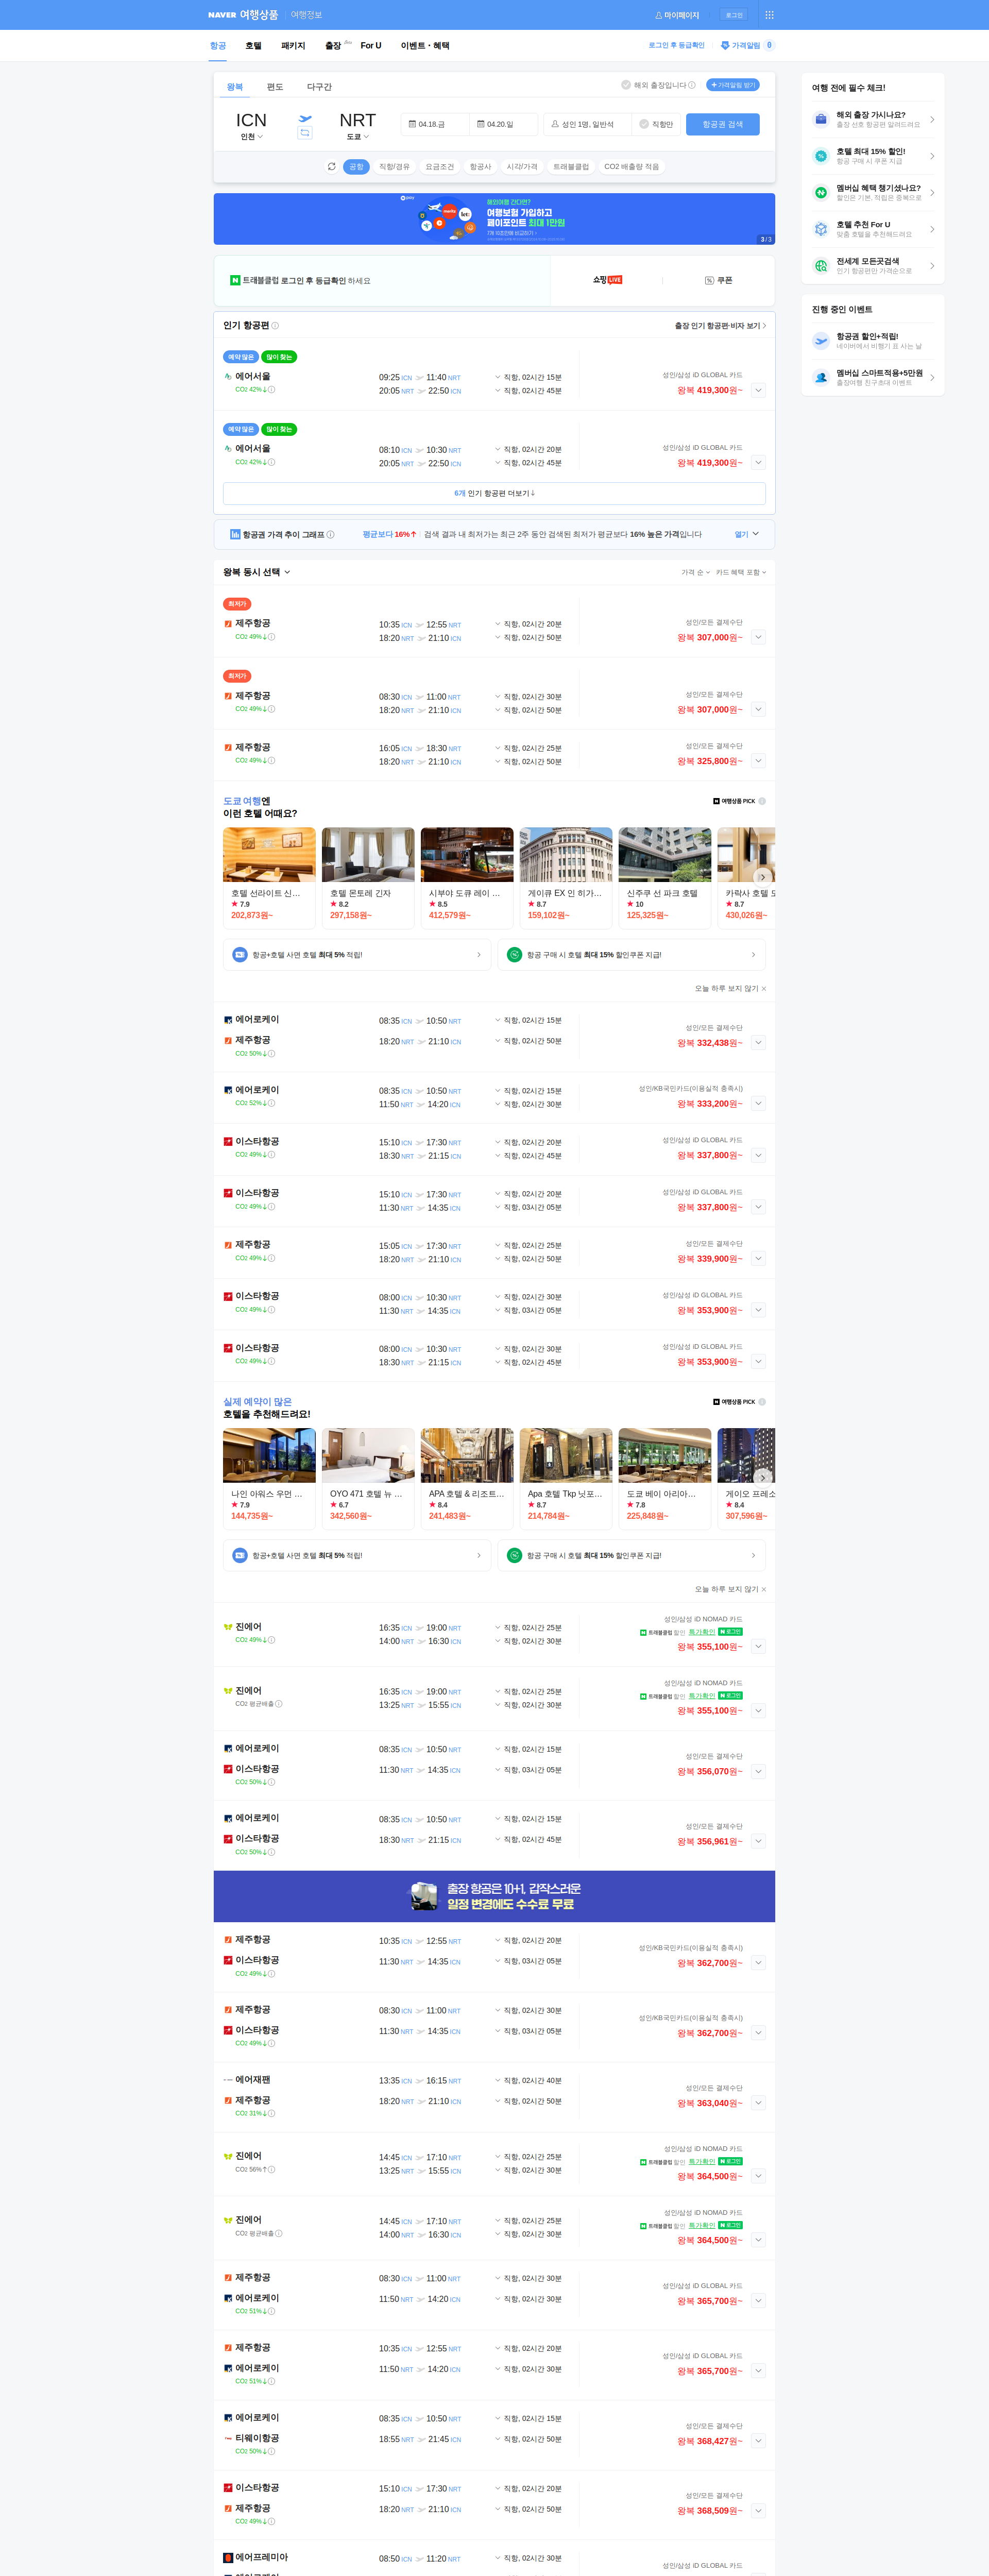 NAVER 여행상품 여행정보
마이페이지 로그인
항공 호텔 패키지 출장 For U 이벤트・혜택
로그인 후 등급확인 가격알림 0
왕복 편도 다구간
해외 출장입니다 가격알림 받기
ICN 인천
NRT 도쿄
04.18.금 04.20.일 성인 1명, 일반석 직항만 항공권 검색
공항 직항/경유 요금조건 항공사 시각/가격 트래블클럽 CO2 배출량 적음
해외여행 간다면?
여행보험 가입하고
페이포인트 최대 1만원
3/3
트래블클럽 로그인 후 등급확인 하세요
쇼핑LIVE 쿠폰
인기 항공편 출장 인기 항공편·비자 보기
예약 많은 많이 찾는
에어서울
CO2 42%↓
09:25 ICN 11:40 NRT 직항, 02시간 15분
20:05 NRT 22:50 ICN 직항, 02시간 45분
성인/삼성 iD GLOBAL 카드
왕복 419,300원~
예약 많은 많이 찾는
에어서울
CO2 42%↓
08:10 ICN 10:30 NRT 직항, 02시간 20분
20:05 NRT 22:50 ICN 직항, 02시간 45분
성인/삼성 iD GLOBAL 카드
왕복 419,300원~
6개 인기 항공편 더보기↓
항공권 가격 추이 그래프 평균보다 16%↑ 검색 결과 내 최저가는 최근 2주 동안 검색된 최저가 평균보다 16% 높은 가격입니다 열기
왕복 동시 선택 가격 순 카드 혜택 포함
최저가
제주항공
CO2 49%↓
10:35 ICN 12:55 NRT 직항, 02시간 20분
18:20 NRT 21:10 ICN 직항, 02시간 50분
성인/모든 결제수단
왕복 307,000원~
최저가
제주항공
CO2 49%↓
08:30 ICN 11:00 NRT 직항, 02시간 30분
18:20 NRT 21:10 ICN 직항, 02시간 50분
성인/모든 결제수단
왕복 307,000원~
제주항공
CO2 49%↓
16:05 ICN 18:30 NRT 직항, 02시간 25분
18:20 NRT 21:10 ICN 직항, 02시간 50분
성인/모든 결제수단
왕복 325,800원~
도쿄 여행엔
이런 호텔 어때요?
여행상품 PICK
호텔 선라이트 신…
7.9
202,873원~
호텔 몬토레 긴자
8.2
297,158원~
시부야 도큐 레이 …
8.5
412,579원~
게이큐 EX 인 히가…
8.7
159,102원~
신주쿠 선 파크 호텔
10
125,325원~
카락사 호텔
8.7
430,026원~
항공+호텔 사면 호텔 최대 5% 적립!
항공 구매 시 호텔 최대 15% 할인쿠폰 지급!
오늘 하루 보지 않기
에어로케이
제주항공
CO2 50%↓
08:35 ICN 10:50 NRT 직항, 02시간 15분
18:20 NRT 21:10 ICN 직항, 02시간 50분
성인/모든 결제수단
왕복 332,438원~
에어로케이
CO2 52%↓
08:35 ICN 10:50 NRT 직항, 02시간 15분
11:50 NRT 14:20 ICN 직항, 02시간 30분
성인/KB국민카드(이용실적 충족시)
왕복 333,200원~
이스타항공
CO2 49%↓
15:10 ICN 17:30 NRT 직항, 02시간 20분
18:30 NRT 21:15 ICN 직항, 02시간 45분
성인/삼성 iD GLOBAL 카드
왕복 337,800원~
이스타항공
CO2 49%↓
15:10 ICN 17:30 NRT 직항, 02시간 20분
11:30 NRT 14:35 ICN 직항, 03시간 05분
성인/삼성 iD GLOBAL 카드
왕복 337,800원~
제주항공
CO2 49%↓
15:05 ICN 17:30 NRT 직항, 02시간 25분
18:20 NRT 21:10 ICN 직항, 02시간 50분
성인/모든 결제수단
왕복 339,900원~
이스타항공
CO2 49%↓
08:00 ICN 10:30 NRT 직항, 02시간 30분
11:30 NRT 14:35 ICN 직항, 03시간 05분
성인/삼성 iD GLOBAL 카드
왕복 353,900원~
이스타항공
CO2 49%↓
08:00 ICN 10:30 NRT 직항, 02시간 30분
18:30 NRT 21:15 ICN 직항, 02시간 45분
성인/삼성 iD GLOBAL 카드
왕복 353,900원~
실제 예약이 많은
호텔을 추천해드려요!
여행상품 PICK
나인 아워스 우먼 …
7.9
144,735원~
OYO 471 호텔 뉴 …
6.7
342,560원~
APA 호텔 & 리조트…
8.4
241,483원~
Apa 호텔 Tkp 닛포…
8.7
214,784원~
도쿄 베이 아리아…
7.8
225,848원~
게이오 프레소
8.4
307,596원~
항공+호텔 사면 호텔 최대 5% 적립!
항공 구매 시 호텔 최대 15% 할인쿠폰 지급!
오늘 하루 보지 않기
진에어
CO2 49%↓
16:35 ICN 19:00 NRT 직항, 02시간 25분
14:00 NRT 16:30 ICN 직항, 02시간 30분
성인/삼성 iD NOMAD 카드
트래블클럽 할인 특가확인 로그인
왕복 355,100원~
진에어
CO2 평균배출
16:35 ICN 19:00 NRT 직항, 02시간 25분
13:25 NRT 15:55 ICN 직항, 02시간 30분
성인/삼성 iD NOMAD 카드
트래블클럽 할인 특가확인 로그인
왕복 355,100원~
에어로케이
이스타항공
CO2 50%↓
08:35 ICN 10:50 NRT 직항, 02시간 15분
11:30 NRT 14:35 ICN 직항, 03시간 05분
성인/모든 결제수단
왕복 356,070원~
에어로케이
이스타항공
CO2 50%↓
08:35 ICN 10:50 NRT 직항, 02시간 15분
18:30 NRT 21:15 ICN 직항, 02시간 45분
성인/모든 결제수단
왕복 356,961원~
출장 항공은 10+1, 갑작스러운
일정 변경에도 수수료 무료
제주항공
이스타항공
CO2 49%↓
10:35 ICN 12:55 NRT 직항, 02시간 20분
11:30 NRT 14:35 ICN 직항, 03시간 05분
성인/KB국민카드(이용실적 충족시)
왕복 362,700원~
제주항공
이스타항공
CO2 49%↓
08:30 ICN 11:00 NRT 직항, 02시간 30분
11:30 NRT 14:35 ICN 직항, 03시간 05분
성인/KB국민카드(이용실적 충족시)
왕복 362,700원~
에어재팬
제주항공
CO2 31%↓
13:35 ICN 16:15 NRT 직항, 02시간 40분
18:20 NRT 21:10 ICN 직항, 02시간 50분
성인/모든 결제수단
왕복 363,040원~
진에어
CO2 56%↑
14:45 ICN 17:10 NRT 직항, 02시간 25분
13:25 NRT 15:55 ICN 직항, 02시간 30분
성인/삼성 iD NOMAD 카드
트래블클럽 할인 특가확인 로그인
왕복 364,500원~
진에어
CO2 평균배출
14:45 ICN 17:10 NRT 직항, 02시간 25분
14:00 NRT 16:30 ICN 직항, 02시간 30분
성인/삼성 iD NOMAD 카드
트래블클럽 할인 특가확인 로그인
왕복 364,500원~
제주항공
에어로케이
CO2 51%↓
08:30 ICN 11:00 NRT 직항, 02시간 30분
11:50 NRT 14:20 ICN 직항, 02시간 30분
성인/삼성 iD GLOBAL 카드
왕복 365,700원~
제주항공
에어로케이
CO2 51%↓
10:35 ICN 12:55 NRT 직항, 02시간 20분
11:50 NRT 14:20 ICN 직항, 02시간 30분
성인/삼성 iD GLOBAL 카드
왕복 365,700원~
에어로케이
티웨이항공
CO2 50%↓
08:35 ICN 10:50 NRT 직항, 02시간 15분
18:55 NRT 21:45 ICN 직항, 02시간 50분
성인/모든 결제수단
왕복 368,427원~
이스타항공
제주항공
CO2 49%↓
15:10 ICN 17:30 NRT 직항, 02시간 20분
18:20 NRT 21:10 ICN 직항, 02시간 50분
성인/모든 결제수단
왕복 368,509원~
에어프레미아
08:50 ICN 11:20 NRT 직항, 02시간 30분
성인/삼성 iD GLOBAL 카드
여행 전에 필수 체크!
해외 출장 가시나요?
출장 선호 항공편 알려드려요
호텔 최대 15% 할인!
항공 구매 시 쿠폰 지급
멤버십 혜택 챙기셨나요?
할인은 기본, 적립은 중복으로
호텔 추천 For U
맞춤 호텔을 추천해드려요
전세계 모든곳검색
인기 항공편만 가격순으로
진행 중인 이벤트
항공권 할인+적립!
네이버에서 비행기 표 사는 날
멤버십 스마트적용+5만원
출장여행 친구초대 이벤트